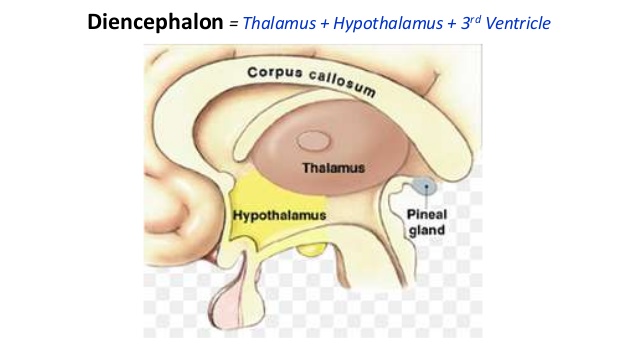 Diencephalon = Thalamus + Hypothalamus + 3rd Ventricle
Corpus callosum
Thalamus
Hypothalamus
Pineal
gland